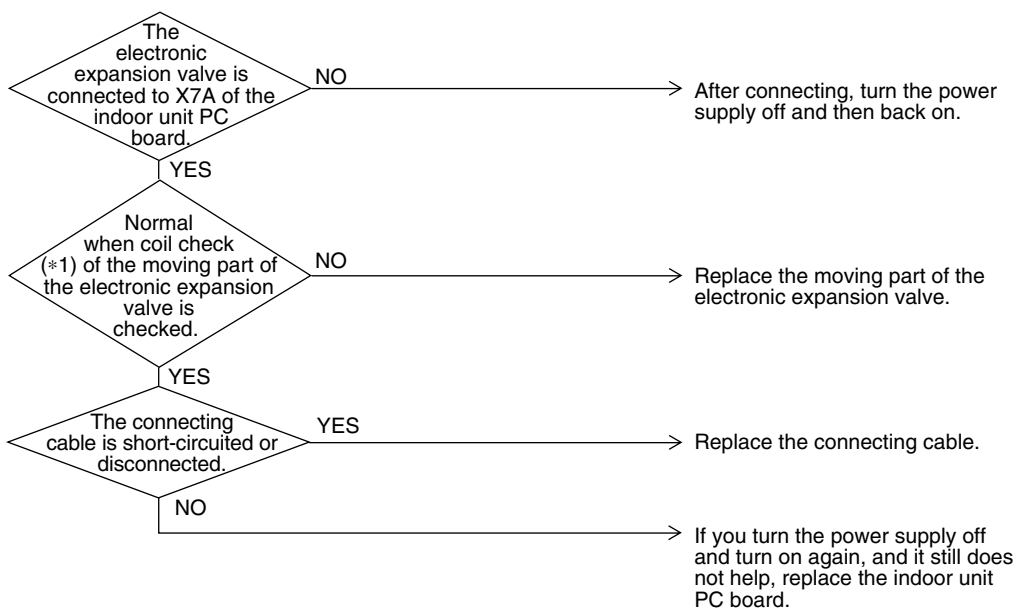 The
electronic
expansion valve is
connected to X7A of the
indoor unit PC
board.
NO
After connecting, turn the power
supply off and then back on.
YES
Normal
when coil check
(*1) of the moving part of
the electronic expansion
valve is
checked.
NO
Replace the moving part of the
electronic expansion valve.
YES
The connecting
cable is short-circuited or
disconnected.
YES
Replace the connecting cable.
NO
If you turn the power supply off
and turn on again, and it still does
not help, replace the indoor unit
PC board.